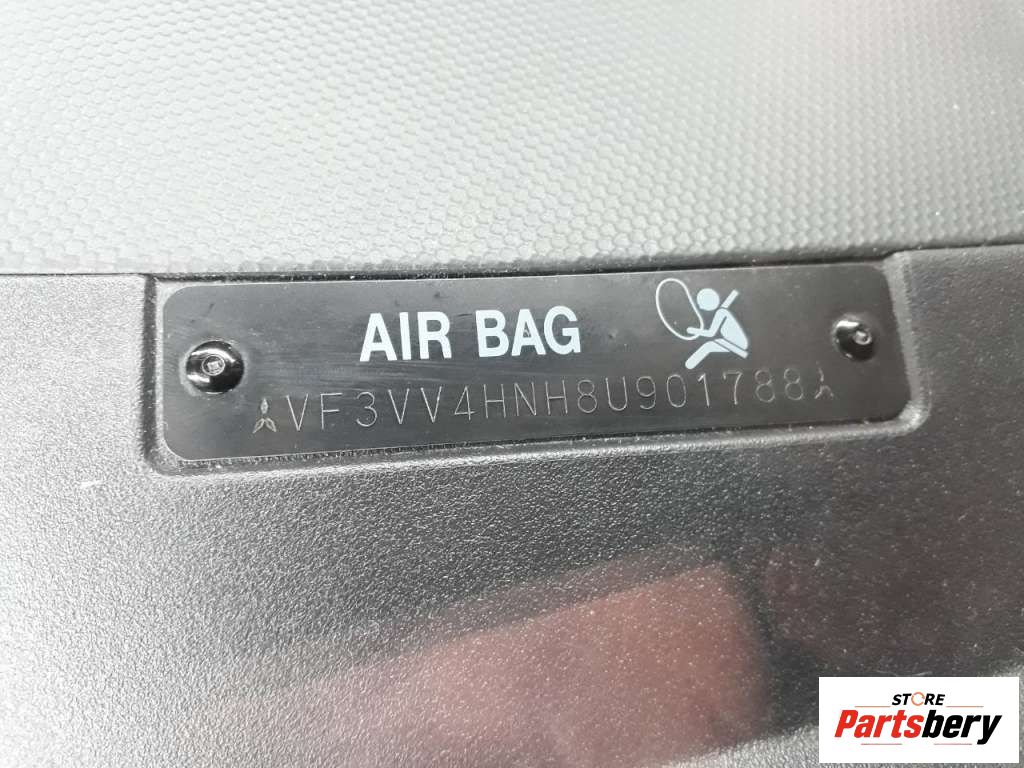 AIR BAG
VF3VV4HNH8U901788
STORE
Partsbery